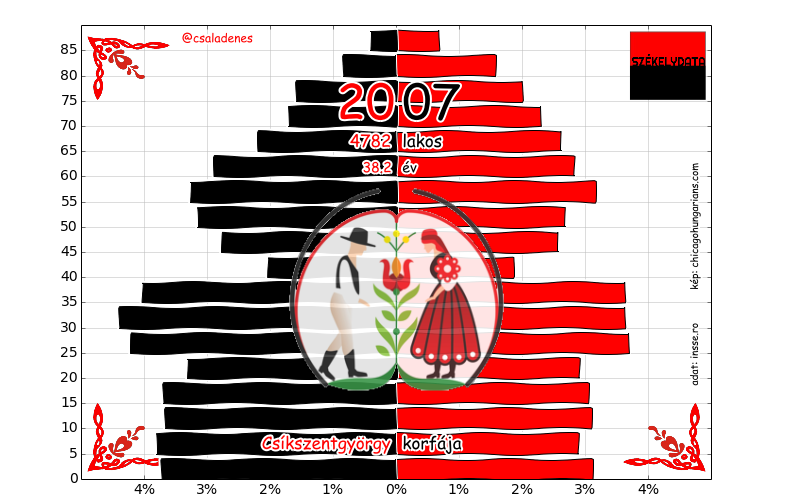 @csaladenes
SZÉKELYDATA
2007
4782 lakos
38,2 év
kép: chicagohungarians.com
adat: insse.ro
Csíkszentgyörgy korfája
85
80
75
70
65
60
55
50
45
40
35
30
25
20
15
10
5
0
4% 3% 2% 1% 0% 1% 2% 3% 4%